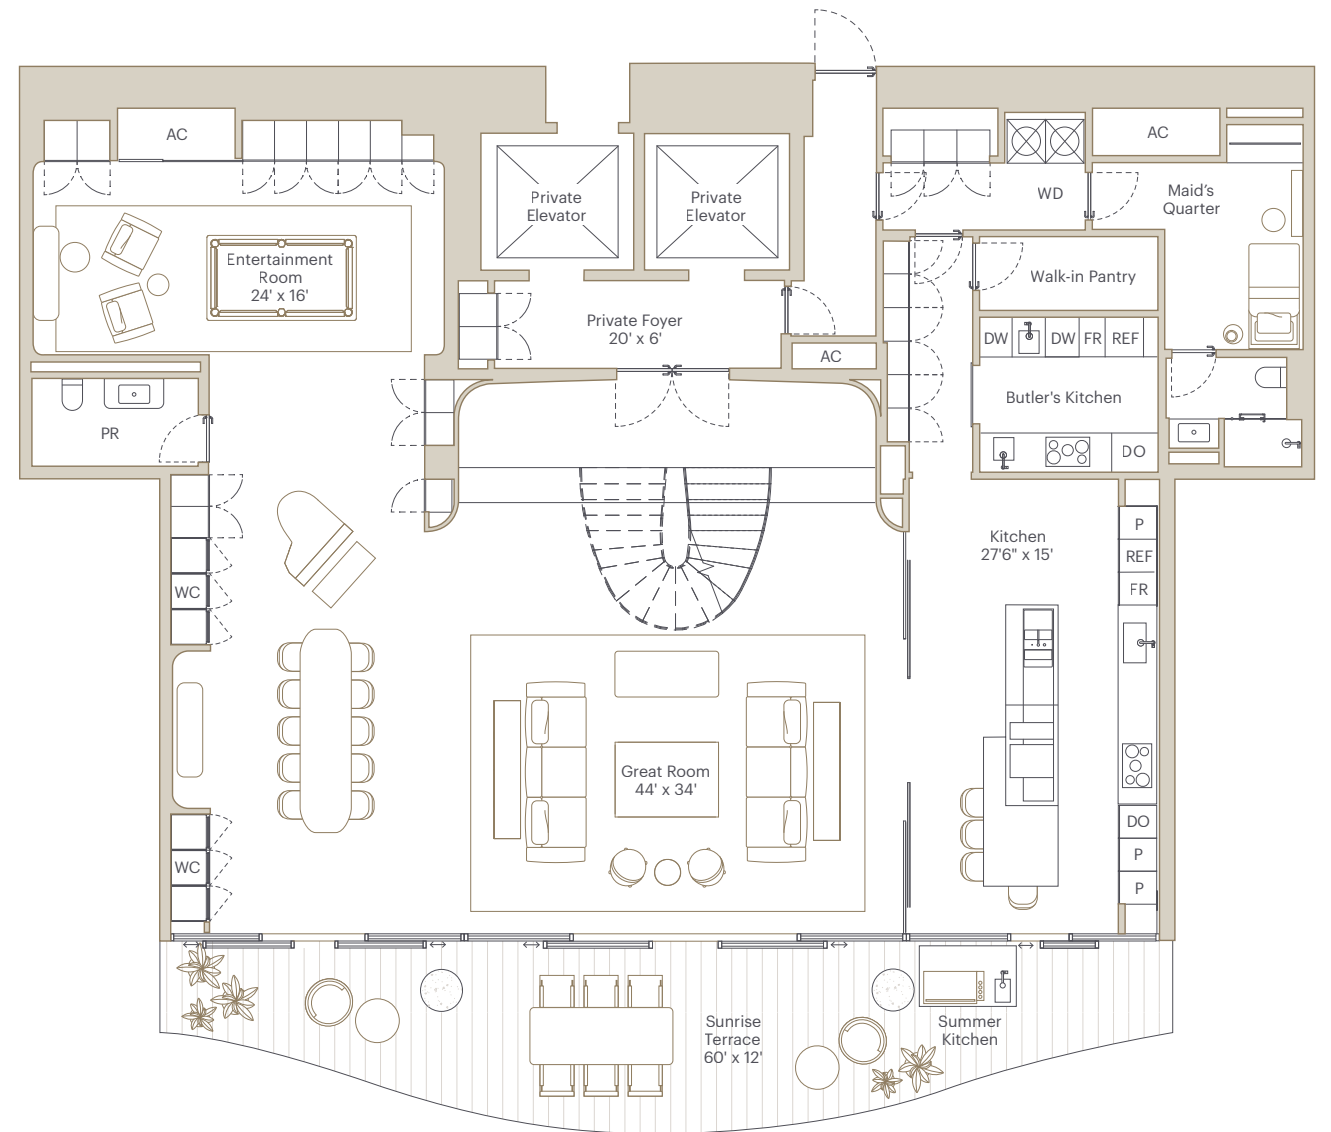 AC
AC
Private
Elevator
Private
Elevator
WD
Maid's
Quarter
Entertainment
Room
24' x 16'
Walk-in Pantry
Private Foyer
20' x 6'
DW
DW
FR
REF
AC
Butler's Kitchen
PR
DO
P
Kitchen
27'6" x 15'
REF
WC
FR
Great Room
44' x 34'
DO
P
WC
P
Sunrise
Terrace
60' x 12'
Summer
Kitchen